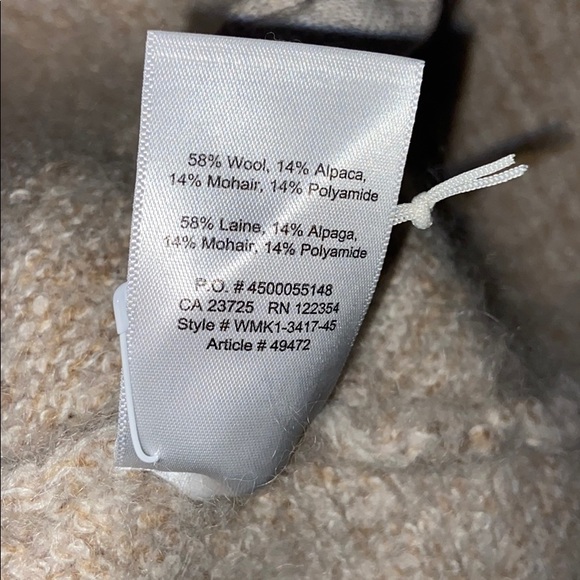 58% Wool, 14% Alpaca,
14% Mohair, 14% Polyamide
58% Laine, 14% Alpaga,
14% Mohair, 14% Polyamide
P.O. # 4500055148
CA 23725 RN 122354
Style # WMK1-3417-45
Article # 49472